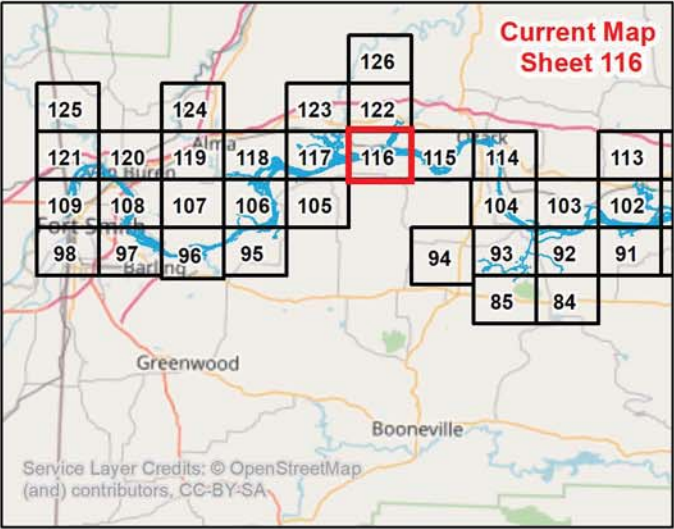 Current Map
Sheet 116
126
125 124 123 122
Alma Ozark
121 120 119 118 117 116 115 114 113
Van Buren
109 108 107 106 105 104 103 102
Fort Smith
98 97 96 95 94 93 92 91
Barling
85 84
Greenwood
Booneville
Service Layer Credits: © OpenStreetMap
(and) contributors, CC-BY-SA